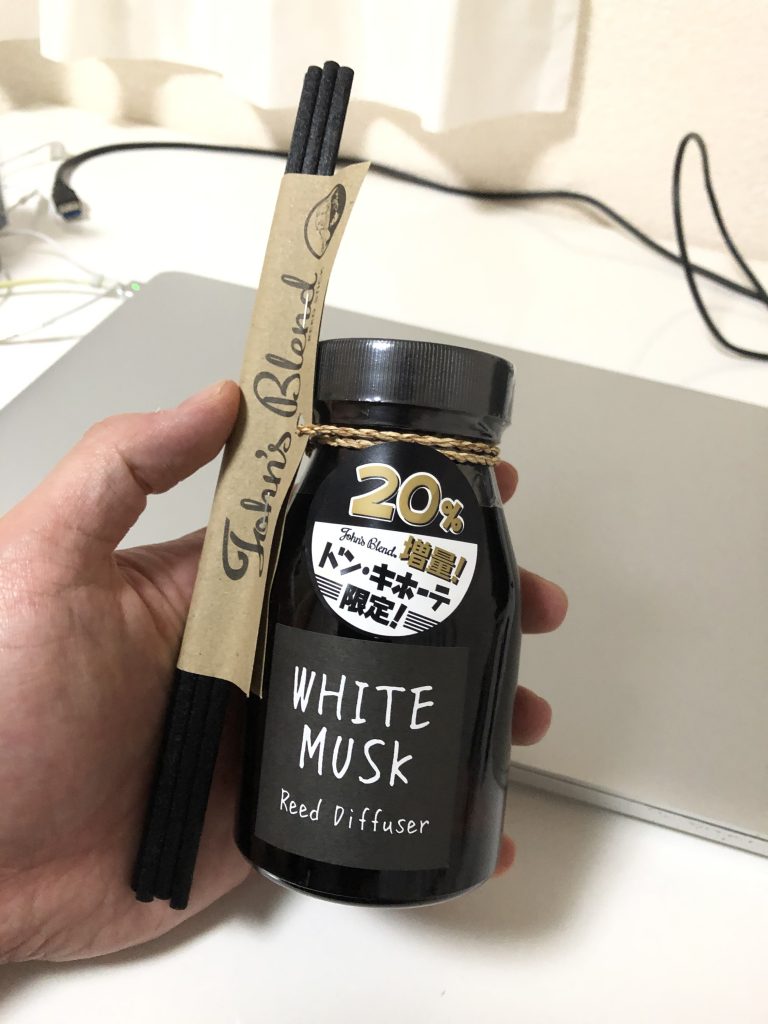 John's Blend
20%
John's Blend.
増量!
ドン・キホーテ
限定!
WHITE
MUSK
Reed Diffuser